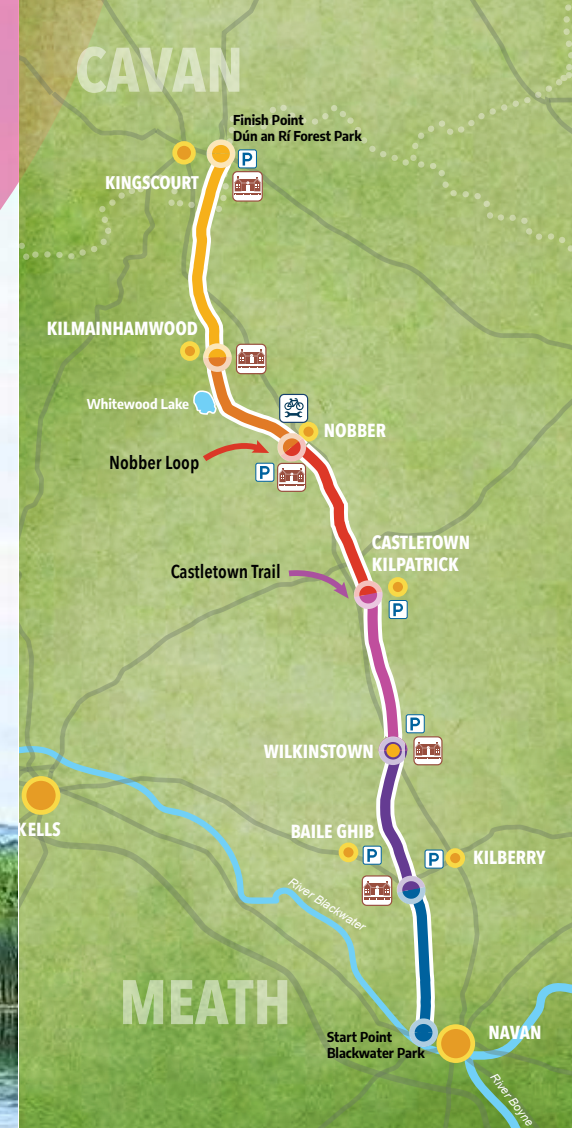 CAVAN
Finish Point
Dún an Rí Forest Park
P
KINGSCOURT
KILMAINHAMWOOD
Whitewood Lake
NOBBER
Nobber Loop
P
CASTLETOWN
KILPATRICK
Castletown Trail
P
P
WILKINSTOWN
KELLS
BAILE GHIB
P
P
KILBERRY
River Blackwater
MEATH
Start Point
Blackwater Park
NAVAN
River Boyne